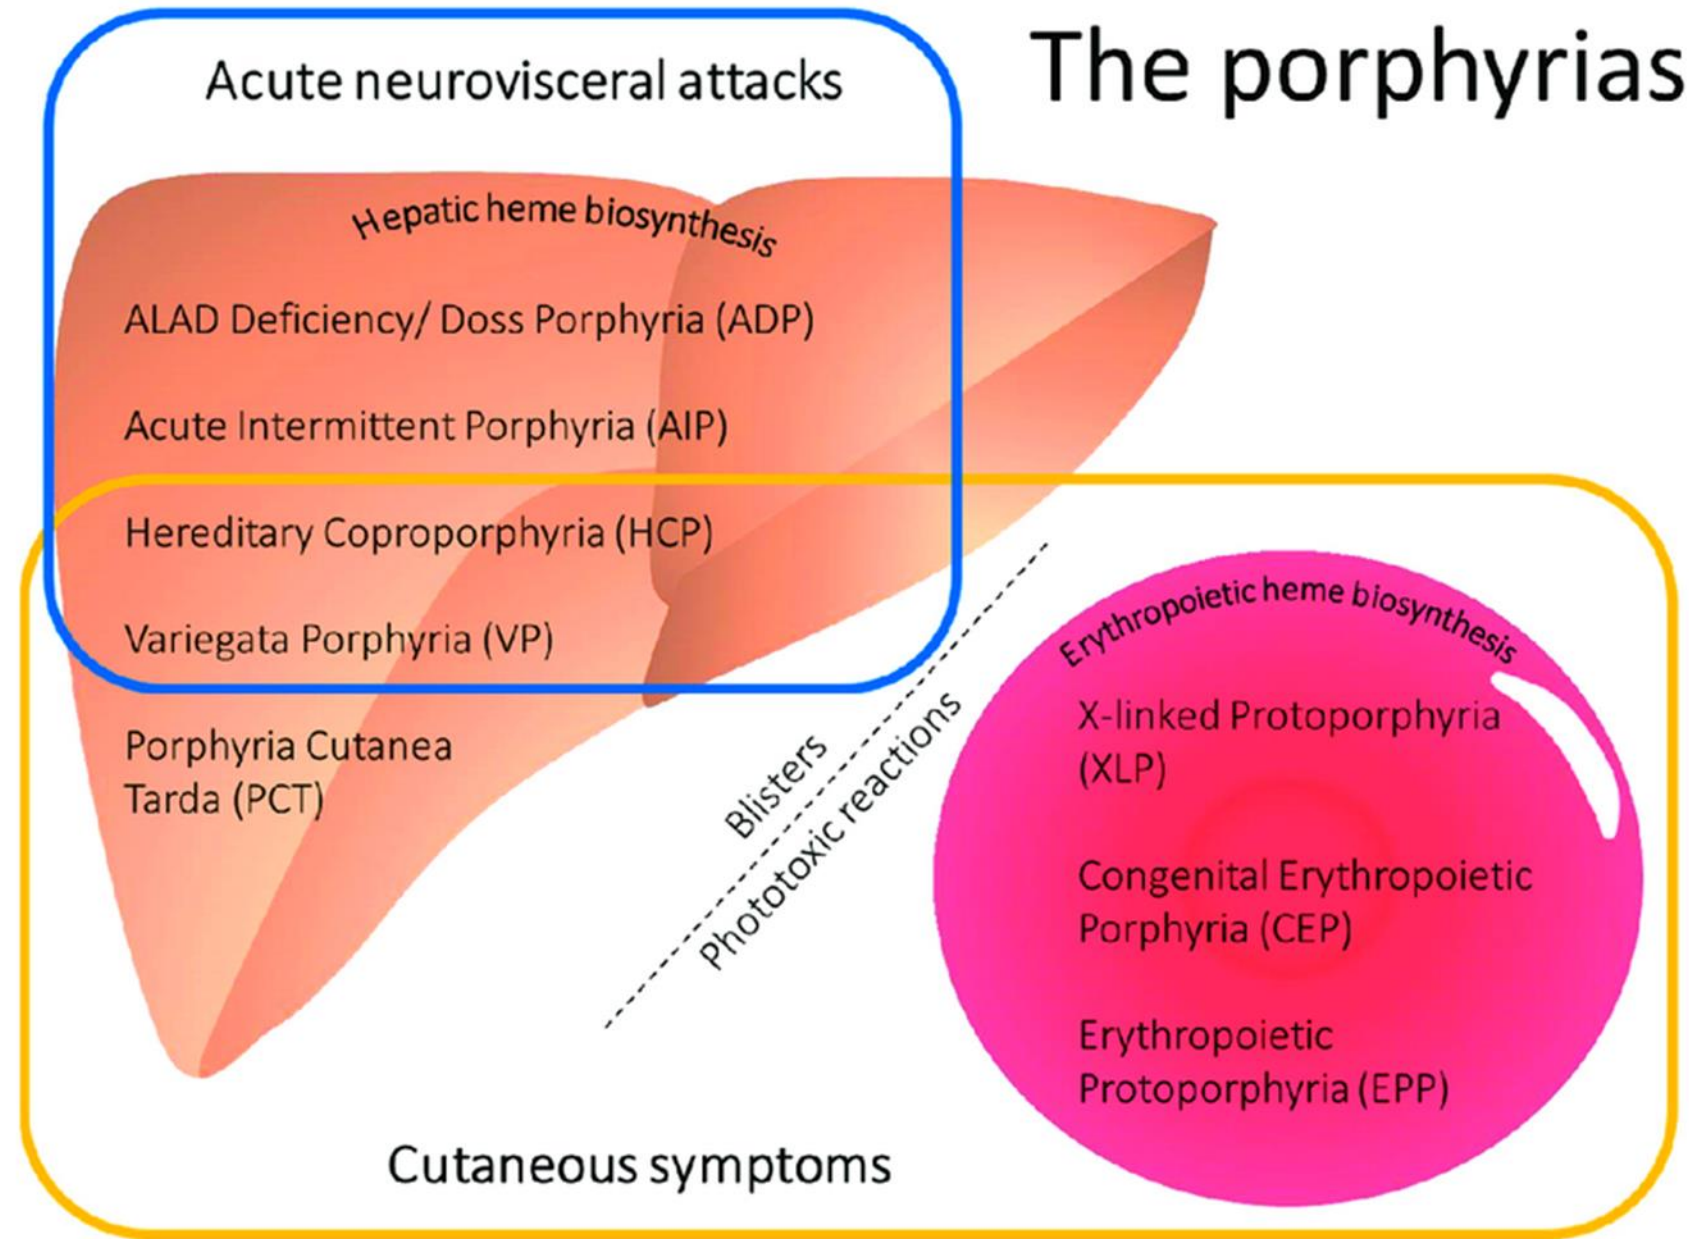 The porphyrias
Acute neurovisceral attacks
Hepatic heme biosynthesis
ALAD Deficiency/ Doss Porphyria (ADP)
Acute Intermittent Porphyria (AIP)
Hereditary Coproporphyria (HCP)
Variegata Porphyria (VP)
Porphyria Cutanea
Tarda (PCT)
Blisters
Phototoxic reactions
Erythropoietic heme biosynthesis
X-linked Protoporphyria
(XLP)
Congenital Erythropoietic
Porphyria (CEP)
Erythropoietic
Protoporphyria (EPP)
Cutaneous symptoms